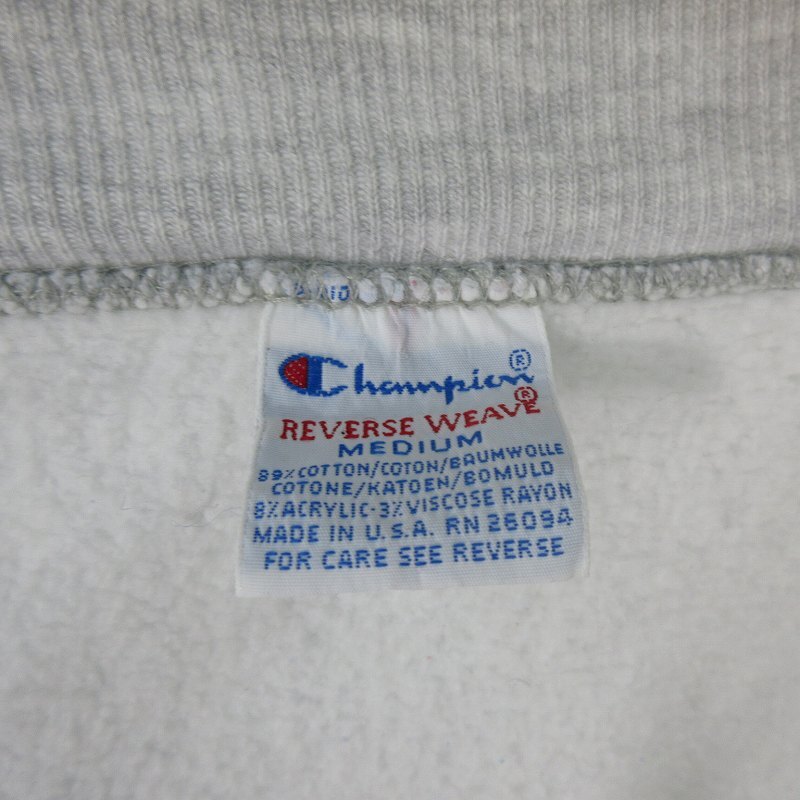 Champion®
REVERSE WEAVE®
MEDIUM
89% COTTON/COTON/BAUMWOLLE
COTONE/KATOEN/BOMULD
8% ACRYLIC-3% VISCOSE RAYON
MADE IN U.S.A. RN 26094
FOR CARE SEE REVERSE